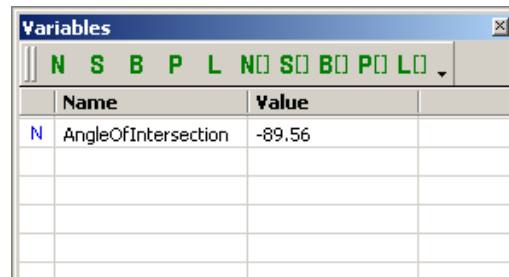 Variables
N S B P L N[] S[] B[] P[] L[]
Name Value
N AngleOfIntersection -89.56